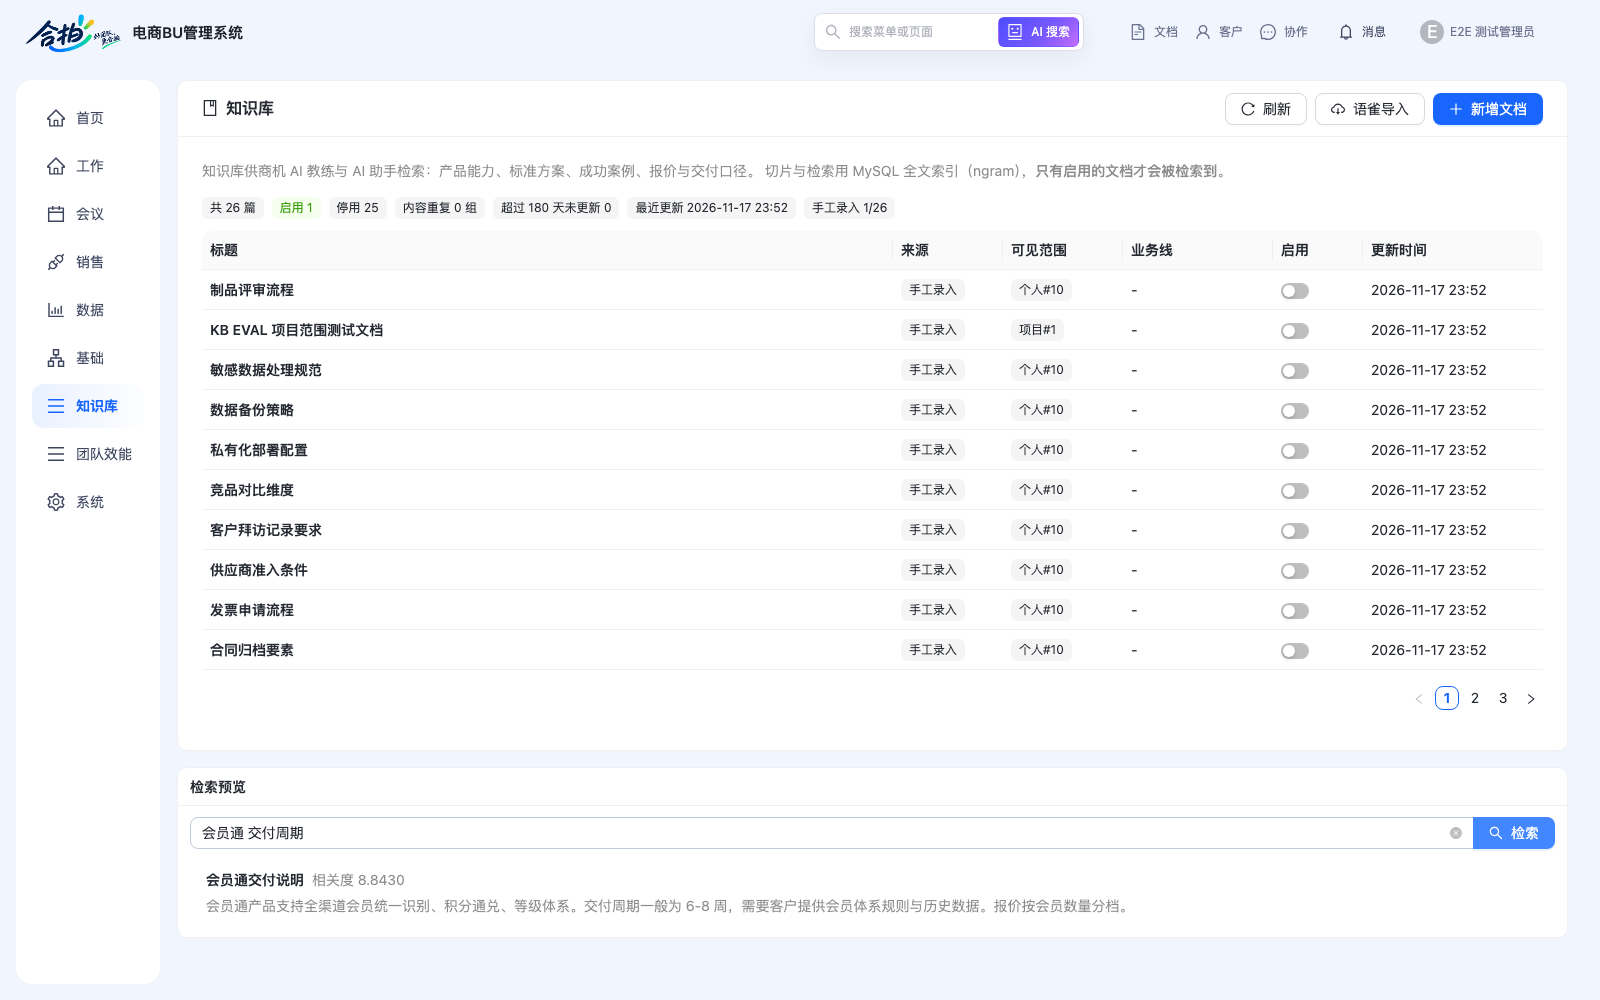 合拍
电商BU管理系统
搜索菜单或页面
AI 搜索
文档
客户
协作
消息
E
E2E 测试管理员
首页
工作
会议
销售
数据
基础
知识库
团队效能
系统
知识库
刷新
语雀导入
新增文档
知识库供商机 AI 教练与 AI 助手检索：产品能力、标准方案、成功案例、报价与交付口径。 切片与检索用 MySQL 全文索引（ngram），只有启用的文档才会被检索到。
共 26 篇 启用 1 停用 25 内容重复 0 组 超过 180 天未更新 0 最近更新 2026-11-17 23:52 手工录入 1/26
标题 来源 可见范围 业务线 启用 更新时间
制品评审流程 手工录入 个人#10 - 2026-11-17 23:52
KB EVAL 项目范围测试文档 手工录入 项目#1 - 2026-11-17 23:52
敏感数据处理规范 手工录入 个人#10 - 2026-11-17 23:52
数据备份策略 手工录入 个人#10 - 2026-11-17 23:52
私有化部署配置 手工录入 个人#10 - 2026-11-17 23:52
竞品对比维度 手工录入 个人#10 - 2026-11-17 23:52
客户拜访记录要求 手工录入 个人#10 - 2026-11-17 23:52
供应商准入条件 手工录入 个人#10 - 2026-11-17 23:52
发票申请流程 手工录入 个人#10 - 2026-11-17 23:52
合同归档要素 手工录入 个人#10 - 2026-11-17 23:52
1 2 3
检索预览
会员通 交付周期
检索
会员通交付说明 相关度 8.8430
会员通产品支持全渠道会员统一识别、积分通兑、等级体系。交付周期一般为 6-8 周，需要客户提供会员体系规则与历史数据。报价按会员数量分档。